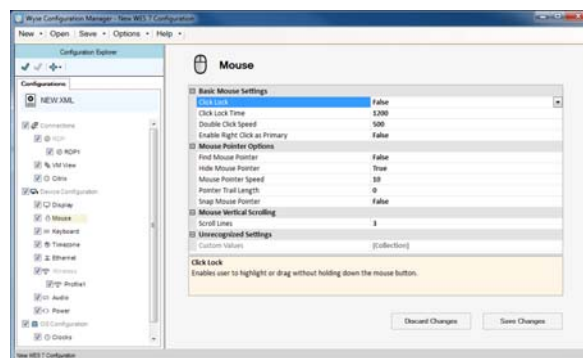 Wyse Configuration Manager - New WES 7 Configuration
New Open Save Options Help
Configuration Explorer
Configurations
NEW.XML
Connections
RDP
RDP1
VM View
Citrix
Device Configuration
Display
Mouse
Keyboard
Timezone
Ethernet
Wireless
Profile1
Audio
Power
OS Configuration
Clocks
New WES 7 Configuration
Mouse
Basic Mouse Settings
Click Lock False
Click Lock Time 1200
Double Click Speed 500
Enable Right Click as Primary False
Mouse Pointer Options
Find Mouse Pointer False
Hide Mouse Pointer True
Mouse Pointer Speed 10
Pointer Trail Length 0
Snap Mouse Pointer False
Mouse Vertical Scrolling
Scroll Lines 3
Unrecognized Settings
Custom Values (Collection)
Click Lock
Enables user to highlight or drag without holding down the mouse button.
Discard Changes Save Changes